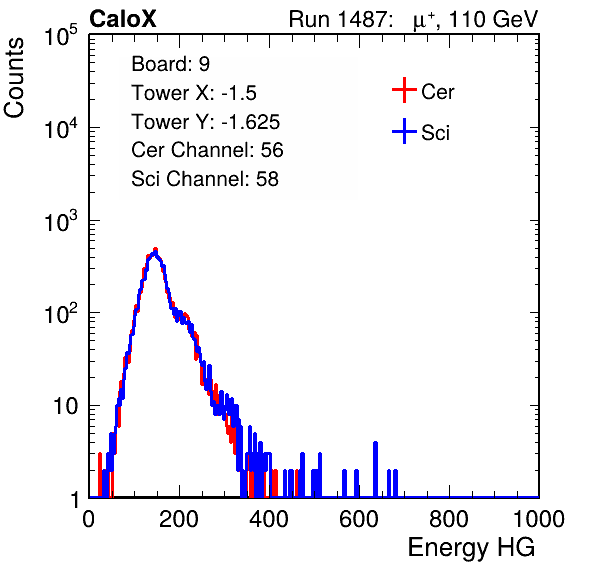 CaloX Run 1487: μ⁺, 110 GeV
Counts
10⁵
10⁴
10³
10²
10
1
Board: 9
Tower X: -1.5
Tower Y: -1.625
Cer Channel: 56
Sci Channel: 58
Cer
Sci
0 200 400 600 800 1000
Energy HG